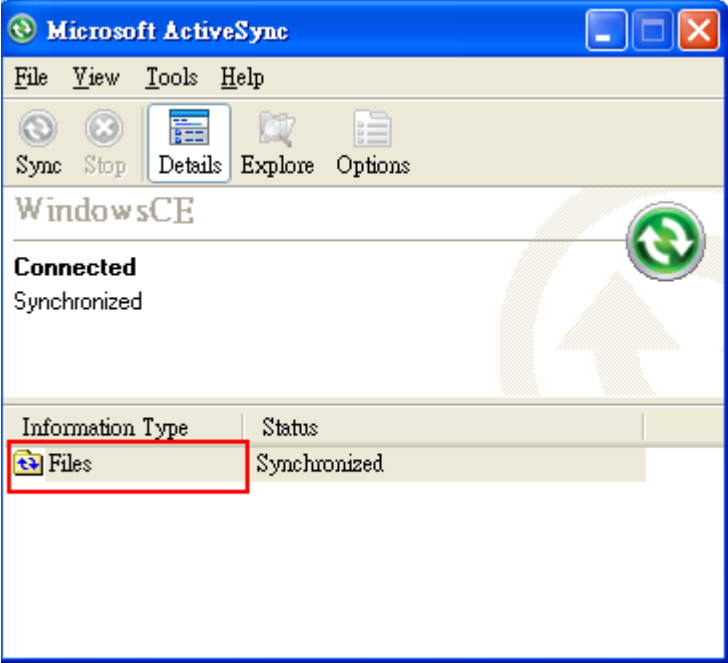 Microsoft ActiveSync
File View Tools Help
Sync Stop Details Explore Options
WindowsCE
Connected
Synchronized
Information Type Status
Files Synchronized